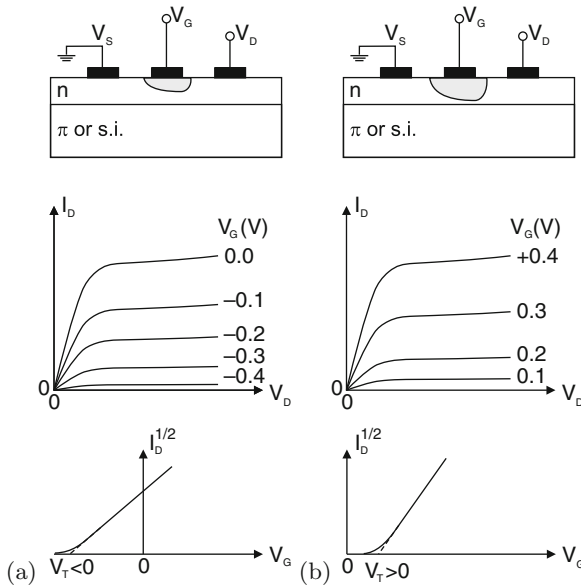 V_G V_G
V_S V_D V_S V_D
n n
π or s.i. π or s.i.
I_D I_D
V_G(V) V_G(V)
0.0 +0.4
–0.1 0.3
–0.2 0.2
–0.3 0.1
–0.4
0 V_D 0 V_D
0 0
I_D^1/2 I_D^1/2
(a) V_T<0 0 V_G (b) 0 V_T>0 V_G